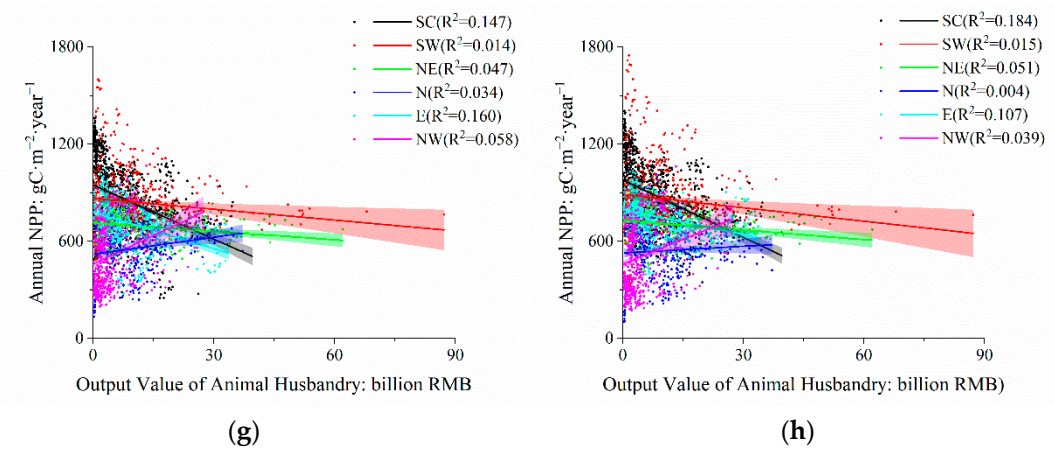 SC(R²=0.147)
SW(R²=0.014)
NE(R²=0.047)
N(R²=0.034)
E(R²=0.160)
NW(R²=0.058)
1800
1200
600
0
0 30 60 90
Annual NPP: gC·m⁻²·year⁻¹
Output Value of Animal Husbandry: billion RMB
(g)
SC(R²=0.184)
SW(R²=0.015)
NE(R²=0.051)
N(R²=0.004)
E(R²=0.107)
NW(R²=0.039)
1800
1200
600
0
0 30 60 90
Annual NPP: gC·m⁻²·year⁻¹
Output Value of Animal Husbandry: billion RMB)
(h)